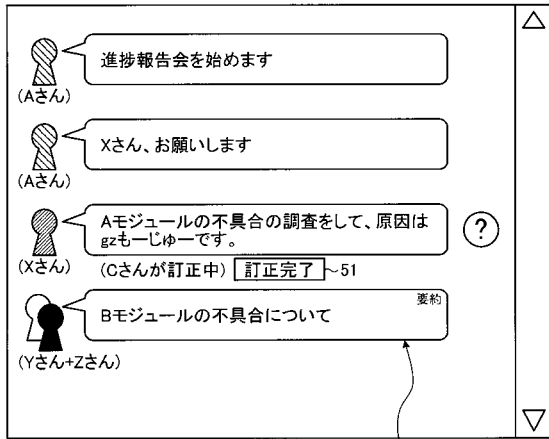 進捗報告会を始めます
(Aさん)
Xさん、お願いします
(Aさん)
Aモジュールの不具合の調査をして、原因は
gzもーじゅーです。
?
(Xさん)
(Cさんが訂正中) 訂正完了 ~51
要約
Bモジュールの不具合について
(Yさん+Zさん)